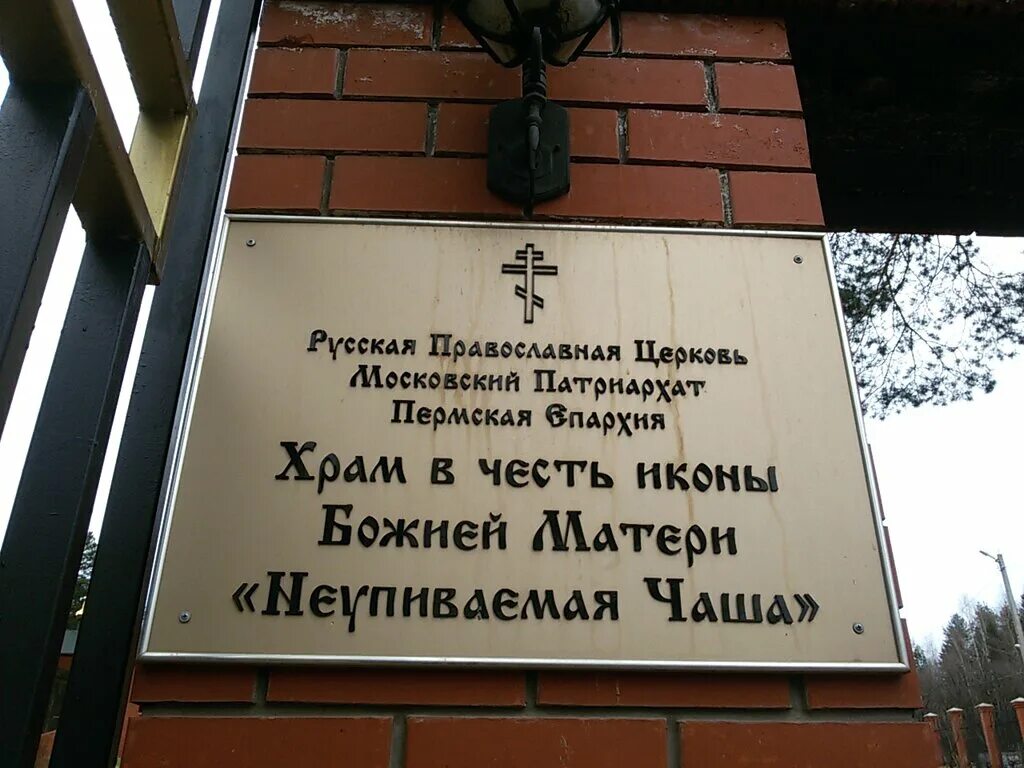 Русская Православная Церковь
Московский Патриархат
Пермская Епархия
Храм в честь иконы
Божией Матери
«Неупиваемая Чаша»